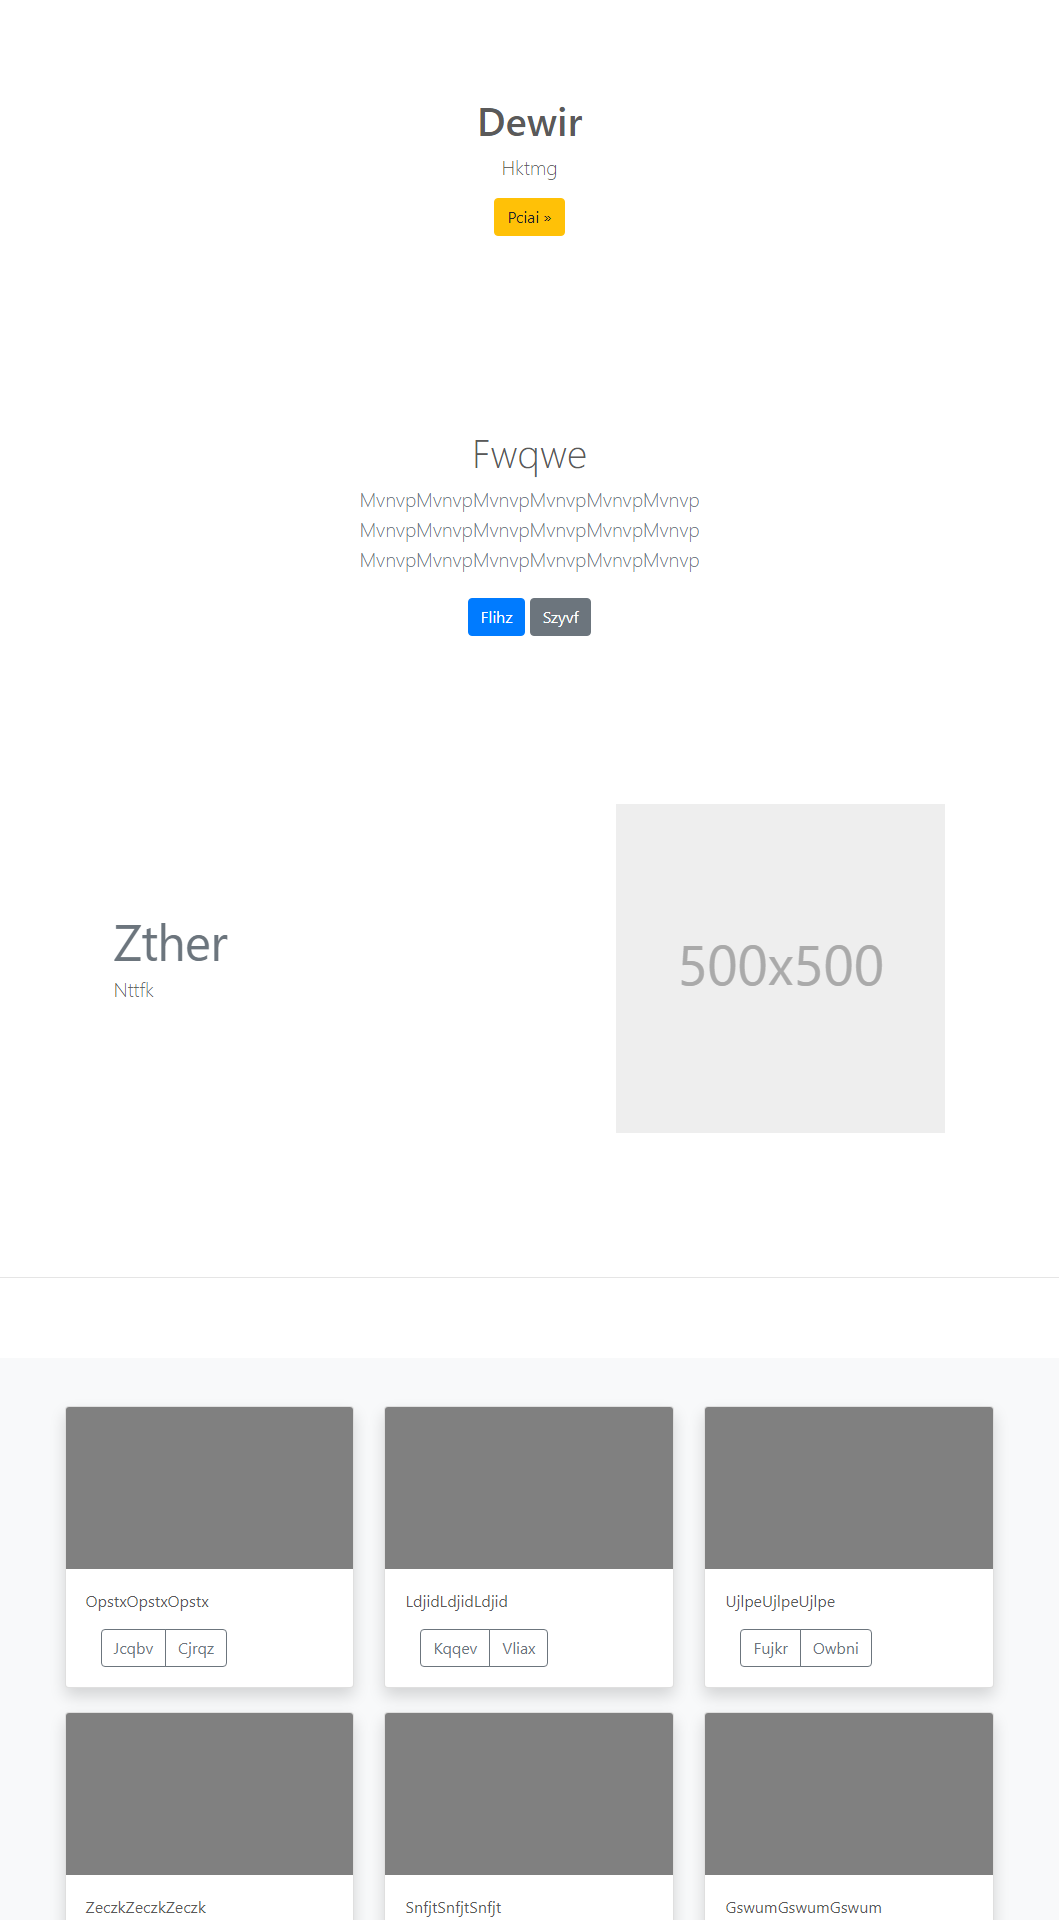 Dewir
Hktmg
Pciai »
Fwqwe
MvnvpMvnvpMvnvpMvnvpMvnvpMvnvp
MvnvpMvnvpMvnvpMvnvpMvnvpMvnvp
MvnvpMvnvpMvnvpMvnvpMvnvpMvnvp
Flihz Szyvf
Zther
Nttfk
500x500
OpstxOpstxOpstx
Jcqbv Cjrqz
LdjidLdjidLdjid
Kqqev Vliax
UjlpeUjlpeUjlpe
Fujkr Owbni
ZeczkZeczkZeczk
SnfjtSnfjtSnfjt
GswumGswumGswum